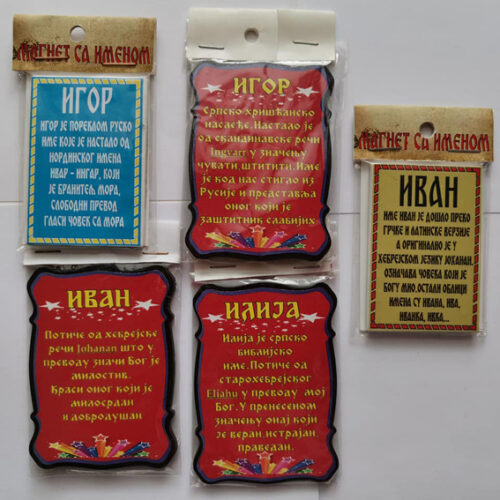 МАГНЕТ СА ИМЕНОМ
ИГОР
ИГОР ЈЕ ПОРЕКЛОМ РУСКО
ИМЕ КОЈЕ ЈЕ НАСТАЛО ОД
НОРДИНСКОГ ИМЕНА
ИВАР - ИНГАР, КОЈИ
ЈЕ БРАНИТЕЉ МОРА,
СЛОБОДНИ ПРЕВОД
ГЛАСИ ЧОВЕК СА МОРА
ИГОР
Српско хришћанско
наслеђе.Настало је
од скандинавске речи
Ingvarr у значењу
чувати штитити.Име
је код нас стигло из
Русије и представља
оног који је
заштитник слабијих
МАГНЕТ СА ИМЕНОМ
ИВАН
ИМЕ ИВАН ЈЕ ДОШЛО ПРЕКО
ГРЧКЕ И ЛАТИНСКЕ ВЕРЗИЈЕ
А ОРИГИНАЛНО ЈЕ У
ХЕБРЕЈСКОМ ЈЕЗИКУ ЈОХАНАН.
ОЗНАЧАВА ЧОВЕКА КОЈИ ЈЕ
БОГУ МИО.ОСТАЛИ ОБЛИЦИ
ИМЕНА СУ ИВАНА, ИВА,
ИВАНКА, ИВКА...
ИВАН
Потиче од хебрејске
речи Johanan што у
преводу значи Бог је
милостив.
Краси оног који је
милосрдан
и добродушан
ИЛИЈА
Илија је српско
библијско
име.Потиче од
старохебрејског
Eliahu у преводу мој
Бог.У пренесеном
значењу онај који
је веран,истрајан
праведан.